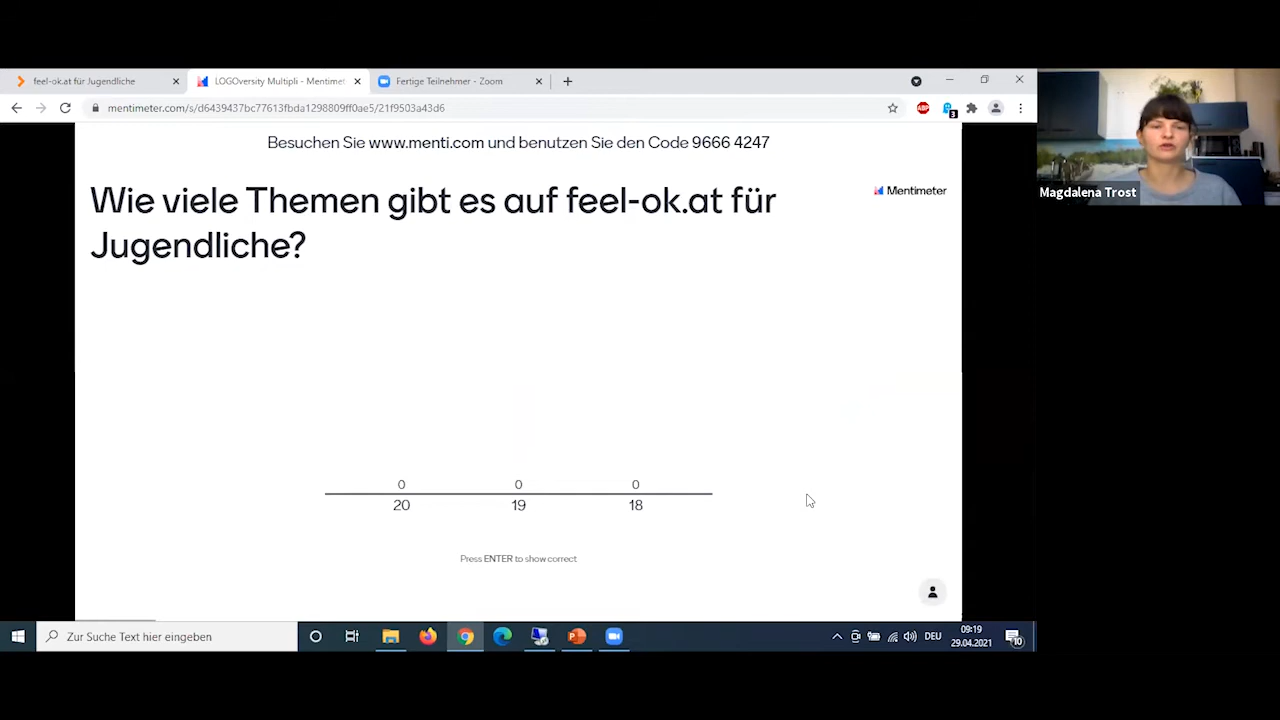 feel-ok.at für Jugendliche
LOGOversity Multipli - Mentimet
Fertige Teilnehmer - Zoom
mentimeter.com/s/d6439437bc77613fbda1298809ff0ae5/21f9503a43d6
ABP
3
Besuchen Sie www.menti.com und benutzen Sie den Code 9666 4247
Wie viele Themen gibt es auf feel-ok.at für
Jugendliche?
Mentimeter
Magdalena Trost
0 0 0
20 19 18
Press ENTER to show correct
Zur Suche Text hier eingeben
DEU
09:19
29.04.2021
10